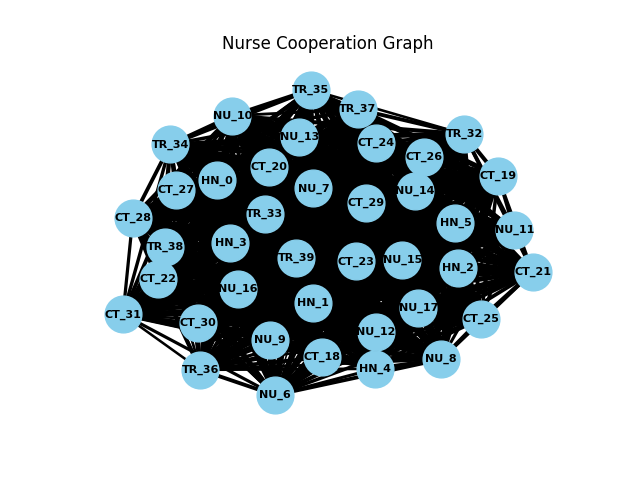 Nurse Cooperation Graph
TR_35
TR_37
NU_10
TR_32
NU_13
CT_24
TR_34
CT_26
CT_20
CT_19
HN_0
CT_27
NU_7
NU_14
CT_29
TR_33
CT_28
HN_5
NU_11
HN_3
TR_38
TR_39
CT_23
NU_15
HN_2
CT_21
CT_22
NU_16
HN_1
NU_17
CT_31
CT_25
CT_30
NU_12
NU_9
CT_18
NU_8
TR_36
HN_4
NU_6